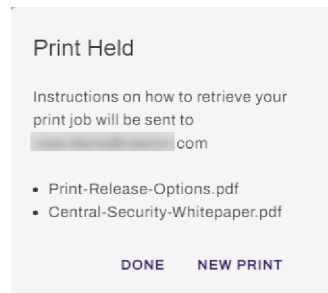 Print Held
Instructions on how to retrieve your
print job will be sent to
com
• Print-Release-Options.pdf
• Central-Security-Whitepaper.pdf
DONE NEW PRINT